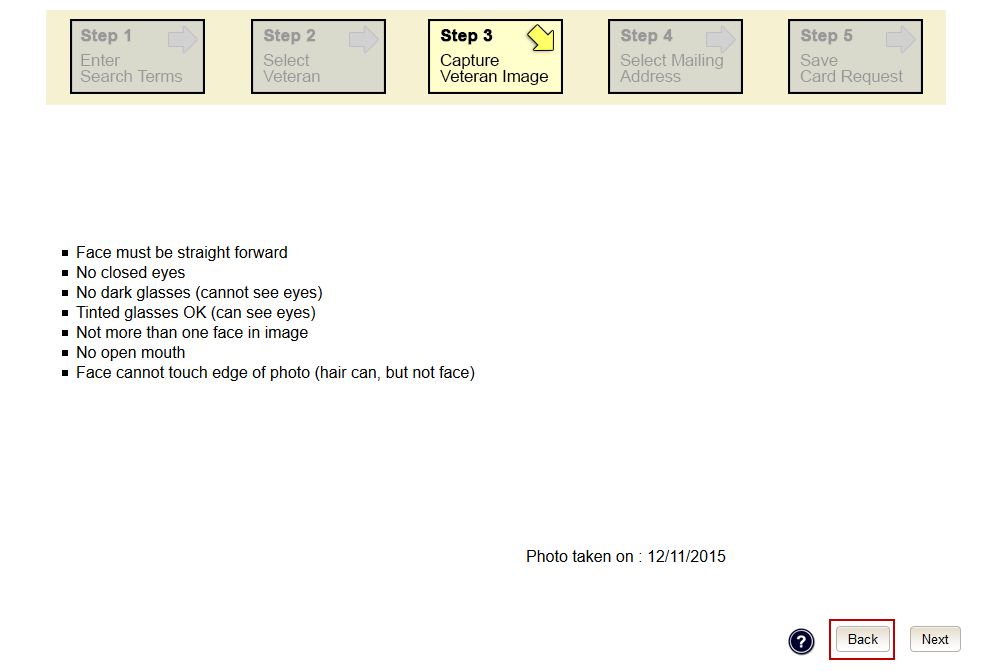 Step 1
Enter
Search Terms
Step 2
Select
Veteran
Step 3
Capture
Veteran Image
Step 4
Select Mailing
Address
Step 5
Save
Card Request
Face must be straight forward
No closed eyes
No dark glasses (cannot see eyes)
Tinted glasses OK (can see eyes)
Not more than one face in image
No open mouth
Face cannot touch edge of photo (hair can, but not face)
Photo taken on : 12/11/2015
? Back Next